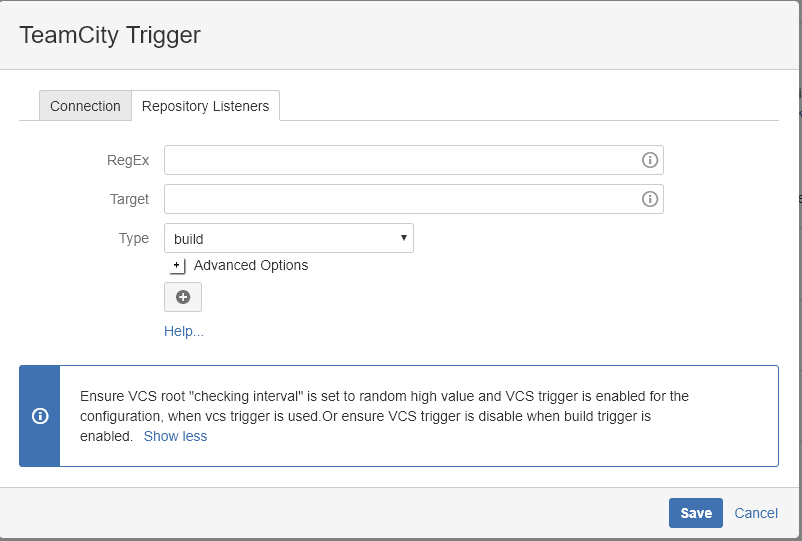 TeamCity Trigger
Connection
Repository Listeners
RegEx
Target
Type
build
+ Advanced Options
Help...
Ensure VCS root "checking interval" is set to random high value and VCS trigger is enabled for the
configuration, when vcs trigger is used.Or ensure VCS trigger is disable when build trigger is
enabled. Show less
Save
Cancel